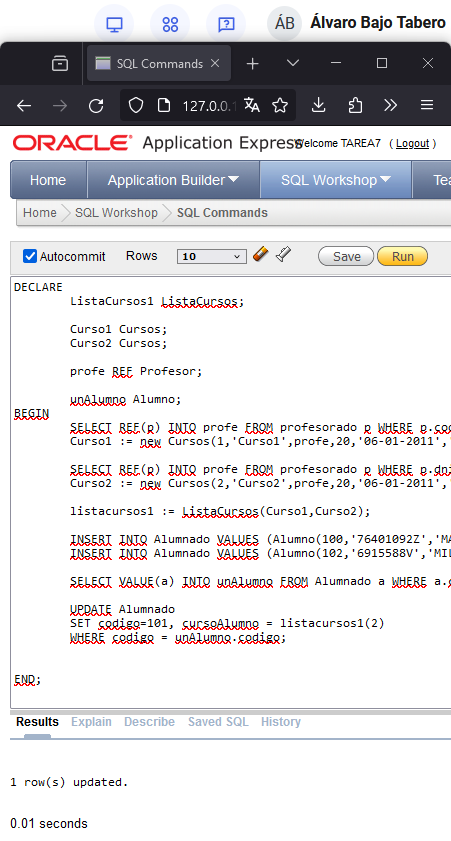 ÁB Álvaro Bajo Tabero
SQL Commands
127.0.0.1
ORACLE Application Express Welcome TAREA7 ( Logout )
Home Application Builder SQL Workshop Tea
Home SQL Workshop SQL Commands
Autocommit Rows 10 Save Run
DECLARE
ListaCursos1 ListaCursos;
Curso1 Cursos;
Curso2 Cursos;
profe REF Profesor;
unAlumno Alumno;
BEGIN
SELECT REF(p) INTO profe FROM profesorado p WHERE p.cod
Curso1 := new Cursos(1,'Curso1',profe,20,'06-01-2011',
SELECT REF(p) INTO profe FROM profesorado p WHERE p.dni
Curso2 := new Cursos(2,'Curso2',profe,20,'06-01-2011',
listacursos1 := ListaCursos(Curso1,Curso2);
INSERT INTO Alumnado VALUES (Alumno(100,'76401092Z','MA
INSERT INTO Alumnado VALUES (Alumno(102,'6915588V','MIL
SELECT VALUE(a) INTO unAlumno FROM Alumnado a WHERE a.c
UPDATE Alumnado
SET codigo=101, cursoAlumno = listacursos1(2)
WHERE codigo = unAlumno.codigo;
END;
Results Explain Describe Saved SQL History
1 row(s) updated.
0.01 seconds